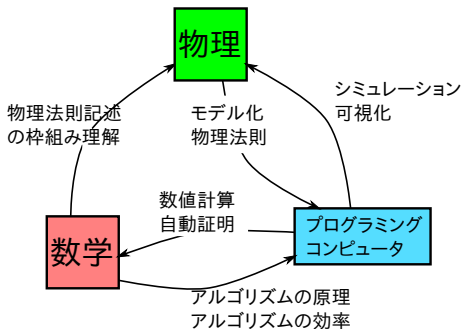 物理
シミュレーション
可視化
物理法則記述
の枠組み理解
モデル化
物理法則
数値計算
自動証明
プログラミング
コンピュータ
数学
アルゴリズムの原理
アルゴリズムの効率